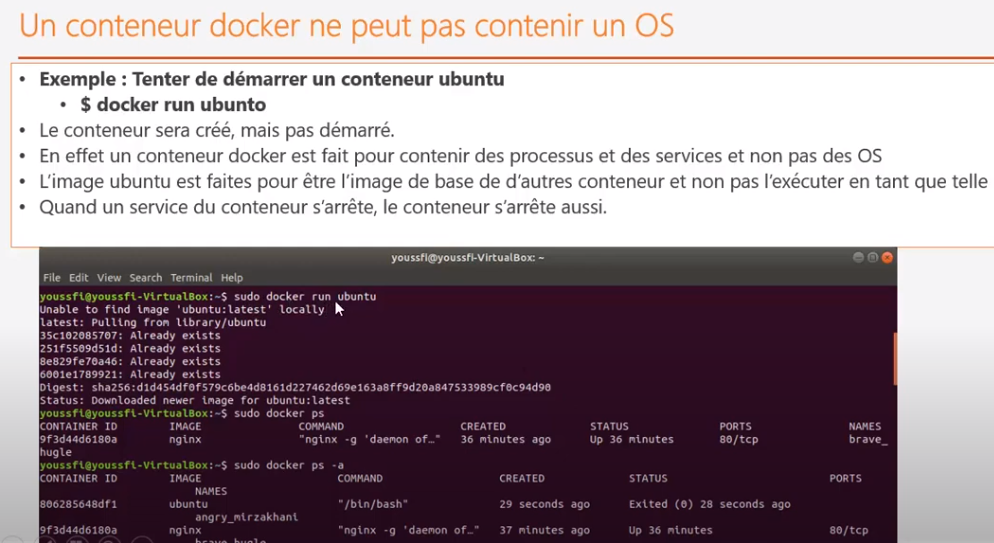 Un conteneur docker ne peut pas contenir un OS
• Exemple : Tenter de démarrer un conteneur ubuntu
• $ docker run ubunto
• Le conteneur sera créé, mais pas démarré.
• En effet un conteneur docker est fait pour contenir des processus et des services et non pas des OS
• L'image ubuntu est faites pour être l'image de base de d'autres conteneur et non pas l'exécuter en tant que telle
• Quand un service du conteneur s'arrête, le conteneur s'arrête aussi.
youssfi@youssfi-VirtualBox: ~
File Edit View Search Terminal Help
youssfi@youssfi-VirtualBox:~$ sudo docker run ubuntu
Unable to find image 'ubuntu:latest' locally
latest: Pulling from library/ubuntu
35c102085707: Already exists
251f5509d51d: Already exists
8e829fe70a46: Already exists
6001e1789921: Already exists
Digest: sha256:d1d454df0f579c6be4d8161d227462d69e163a8ff9d20a847533989cf0c94d90
Status: Downloaded newer image for ubuntu:latest
youssfi@youssfi-VirtualBox:~$ sudo docker ps
CONTAINER ID IMAGE COMMAND CREATED STATUS PORTS NAMES
9f3d44d6180a nginx "nginx -g 'daemon of…" 36 minutes ago Up 36 minutes 80/tcp brave_
hugle
youssfi@youssfi-VirtualBox:~$ sudo docker ps -a
CONTAINER ID IMAGE COMMAND CREATED STATUS PORTS
NAMES
806285648df1 ubuntu "/bin/bash" 29 seconds ago Exited (0) 28 seconds ago
angry_mirzakhani
9f3d44d6180a nginx "nginx -g 'daemon of…" 37 minutes ago Up 36 minutes 80/tcp
brave_hugle